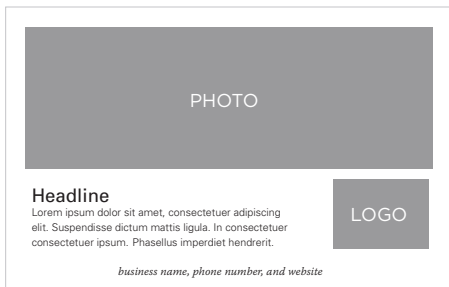 PHOTO
Headline
Lorem ipsum dolor sit amet, consectetuer adipiscing
elit. Suspendisse dictum mattis ligula. In consectetuer
consectetuer ipsum. Phasellus imperdiet hendrerit.
LOGO
business name, phone number, and website